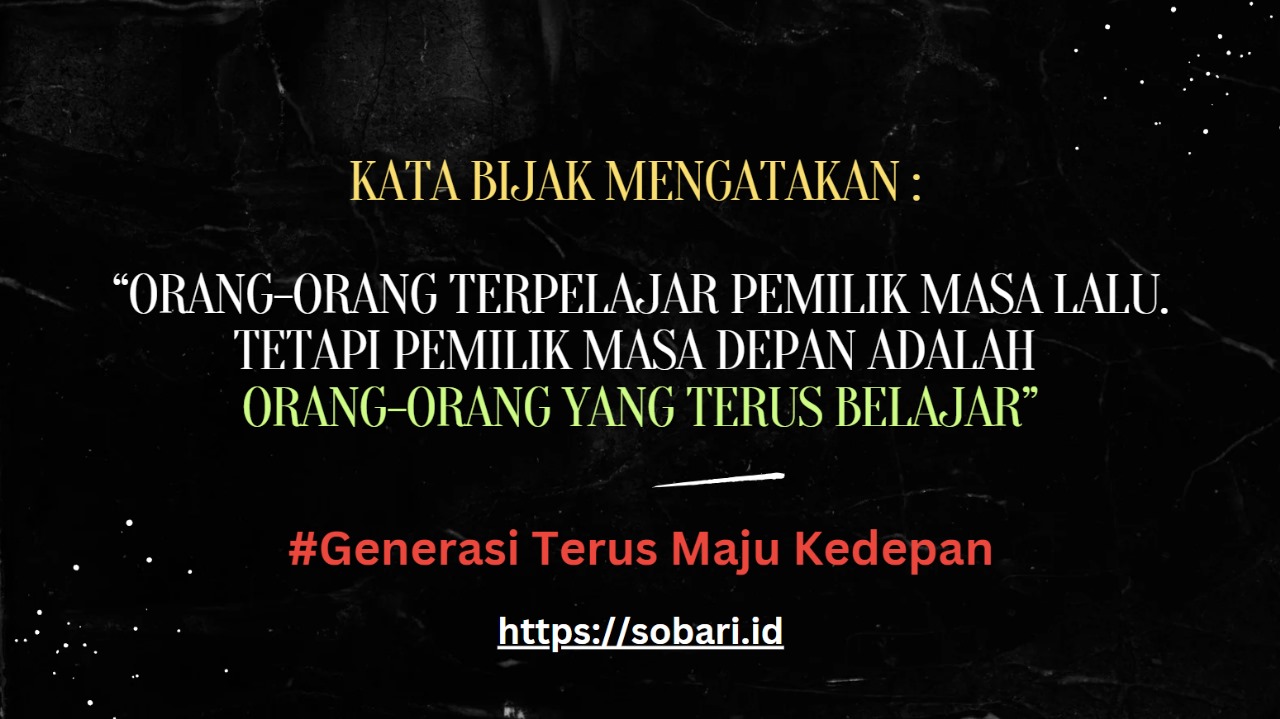 KATA BIJAK MENGATAKAN :
“ORANG-ORANG TERPELAJAR PEMILIK MASA LALU.
TETAPI PEMILIK MASA DEPAN ADALAH
ORANG-ORANG YANG TERUS BELAJAR”
#Generasi Terus Maju Kedepan
https://sobari.id